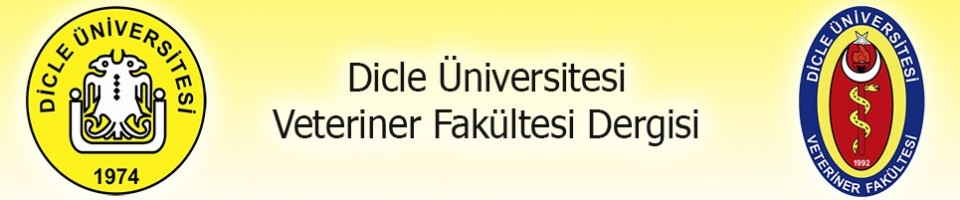 DİCLE ÜNİVERSİTESİ
1974
Dicle Üniversitesi
Veteriner Fakültesi Dergisi
DİCLE ÜNİVERSİTESİ
1992
VETERİNER FAKÜLTESİ